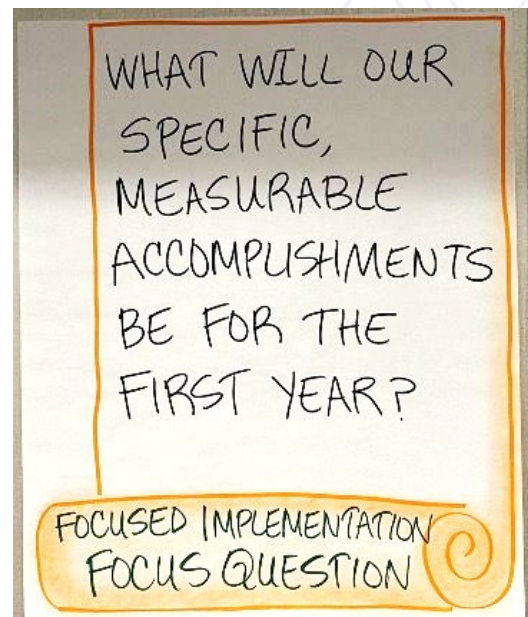 WHAT WILL OUR
SPECIFIC,
MEASURABLE
ACCOMPLISHMENTS
BE FOR THE
FIRST YEAR?
FOCUSED IMPLEMENTATION
FOCUS QUESTION